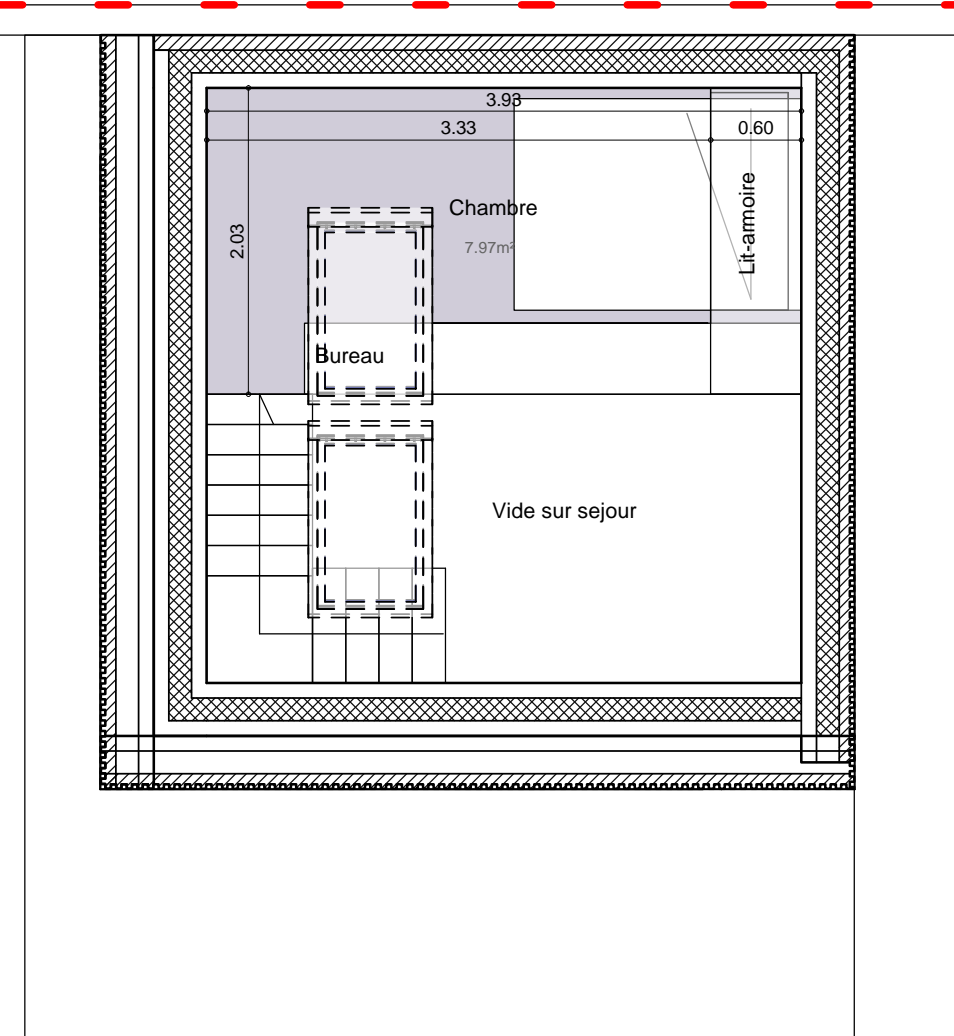 3.93
3.33
0.60
Chambre
Lit-armoire
7.97m²
2.03
Bureau
Vide sur sejour